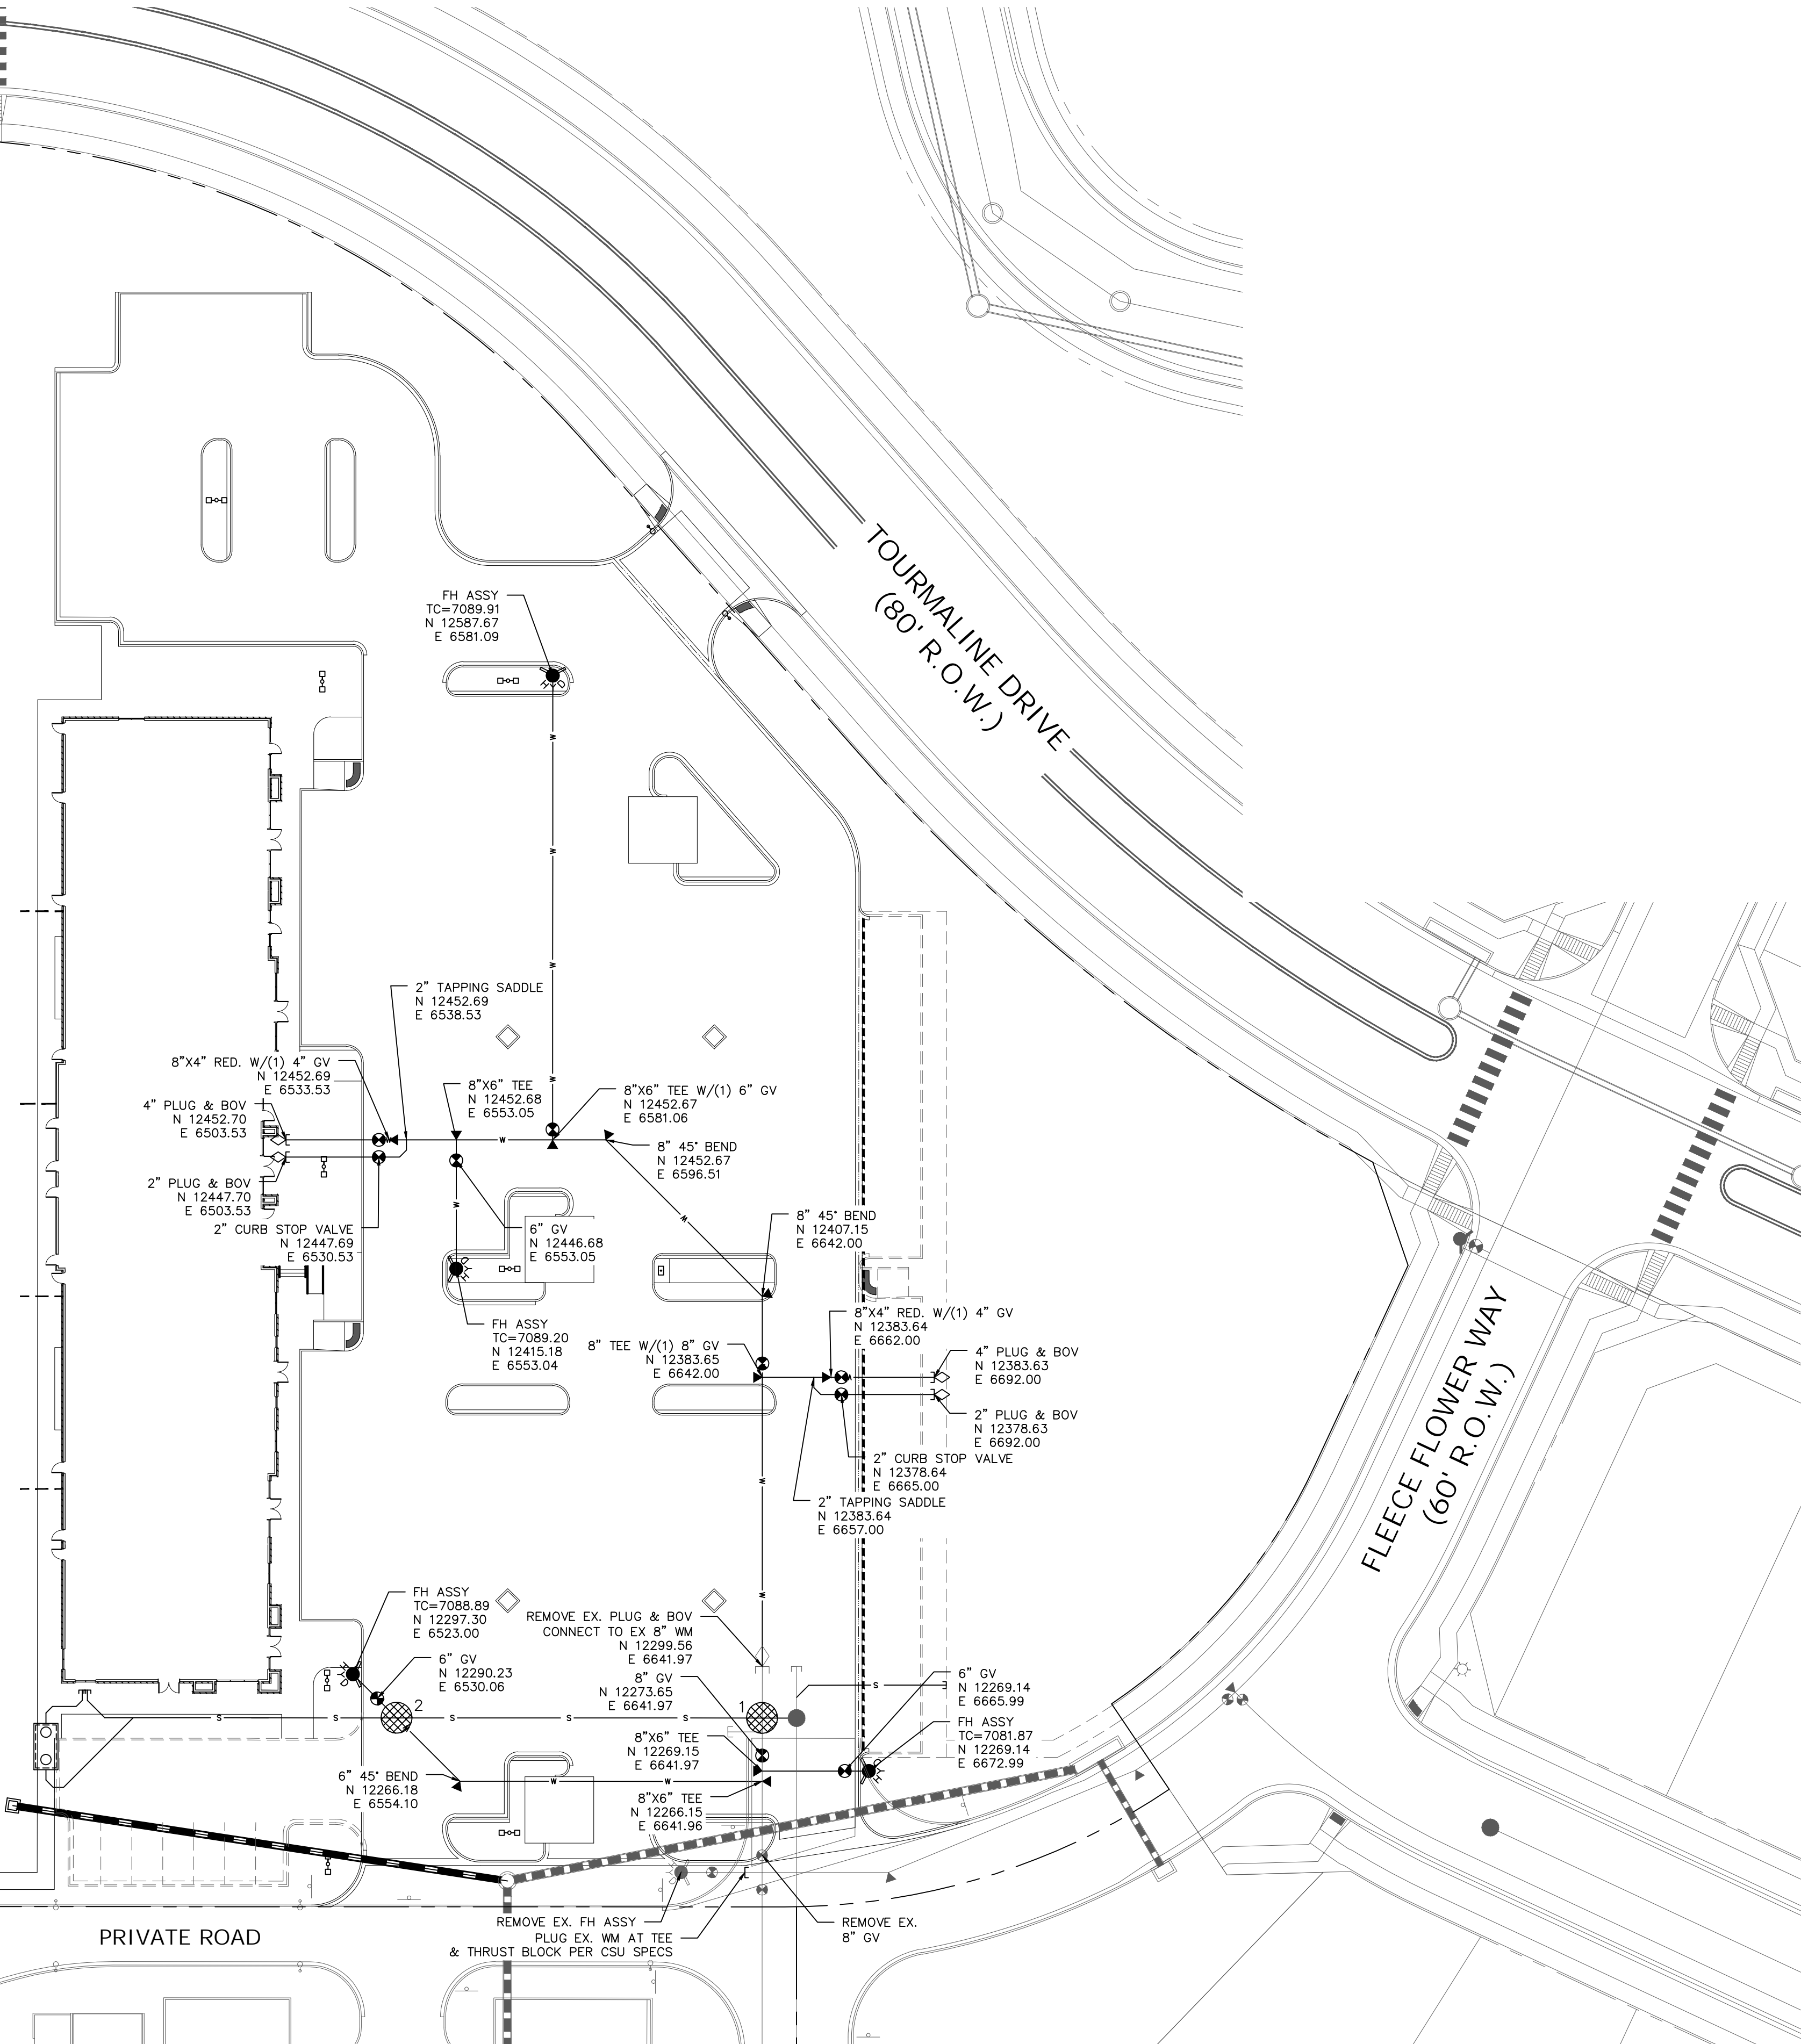 TOURMALINE DRIVE
(80' R.O.W.)
FH ASSY
TC=7089.91
N 12587.67
E 6581.09
HYD
W
W
W
W
2" TAPPING SADDLE
N 12452.69
E 6538.53
8"X4" RED. W/(1) 4" GV
N 12452.69
E 6533.53
8"X6" TEE
N 12452.68
E 6553.05
8"X6" TEE W/(1) 6" GV
N 12452.67
E 6581.06
4" PLUG & BOV
N 12452.70
E 6503.53
W
8" 45° BEND
N 12452.67
E 6596.51
2" PLUG & BOV
N 12447.70
E 6503.53
W
W
2" CURB STOP VALVE
N 12447.69
E 6530.53
6" GV
N 12446.68
E 6553.05
8" 45° BEND
N 12407.15
E 6642.00
HYD
FH ASSY
TC=7089.20
N 12415.18
E 6553.04
8" TEE W/(1) 8" GV
N 12383.65
E 6642.00
8"X4" RED. W/(1) 4" GV
N 12383.64
E 6662.00
4" PLUG & BOV
N 12383.63
E 6692.00
2" PLUG & BOV
N 12378.63
E 6692.00
2" CURB STOP VALVE
N 12378.64
E 6665.00
2" TAPPING SADDLE
N 12383.64
E 6657.00
W
W
FLEECE FLOWER WAY
(60' R.O.W.)
FH ASSY
TC=7088.89
N 12297.30
E 6523.00
HYD
REMOVE EX. PLUG & BOV
CONNECT TO EX 8" WM
N 12299.56
E 6641.97
6" GV
N 12290.23
E 6530.06
8" GV
N 12273.65
E 6641.97
6" GV
N 12269.14
E 6665.99
S
2
1
S
S
S
S
S
FH ASSY
TC=7081.87
N 12269.14
E 6672.99
HYD
8"X6" TEE
N 12269.15
E 6641.97
6" 45° BEND
N 12266.18
E 6554.10
W
W
8"X6" TEE
N 12266.15
E 6641.96
REMOVE EX. FH ASSY
PLUG EX. WM AT TEE
& THRUST BLOCK PER CSU SPECS
REMOVE EX.
8" GV
PRIVATE ROAD